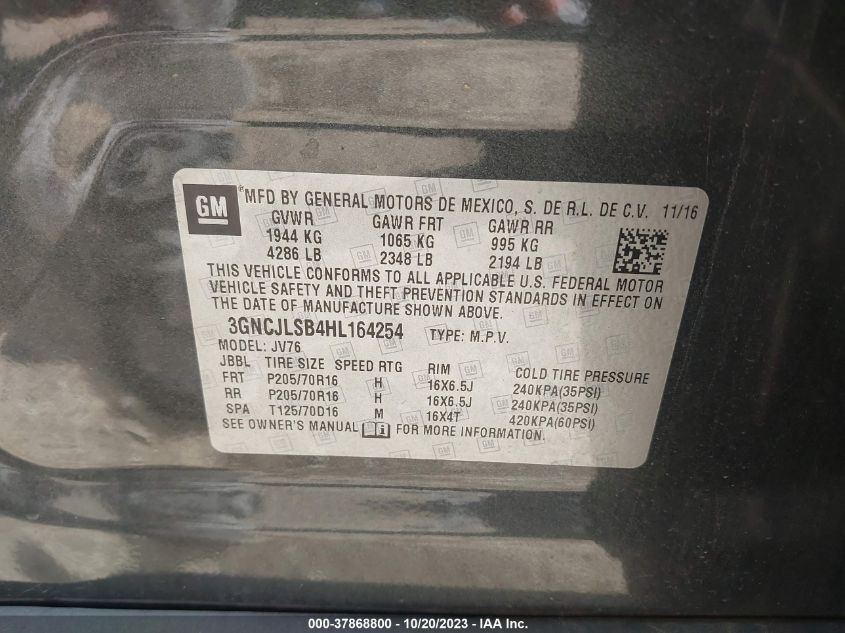 GM
® MFD BY GENERAL MOTORS DE MEXICO, S. DE R.L. DE C.V. 11/16
GVWR GAWR FRT GAWR RR
1944 KG 1065 KG 995 KG
4286 LB 2348 LB 2194 LB
THIS VEHICLE CONFORMS TO ALL APPLICABLE U.S. FEDERAL MOTOR
VEHICLE SAFETY AND THEFT PREVENTION STANDARDS IN EFFECT ON
THE DATE OF MANUFACTURE SHOWN ABOVE.
3GNCJLSB4HL164254 TYPE: M.P.V.
MODEL: JV76
JBBL TIRE SIZE SPEED RTG RIM COLD TIRE PRESSURE
FRT P205/70R16 H 16X6.5J 240KPA(35PSI)
RR P205/70R16 H 16X6.5J 240KPA(35PSI)
SPA T125/70D16 M 16X4T 420KPA(60PSI)
SEE OWNER'S MANUAL FOR MORE INFORMATION.
000-37868800 - 10/20/2023 - IAA Inc.